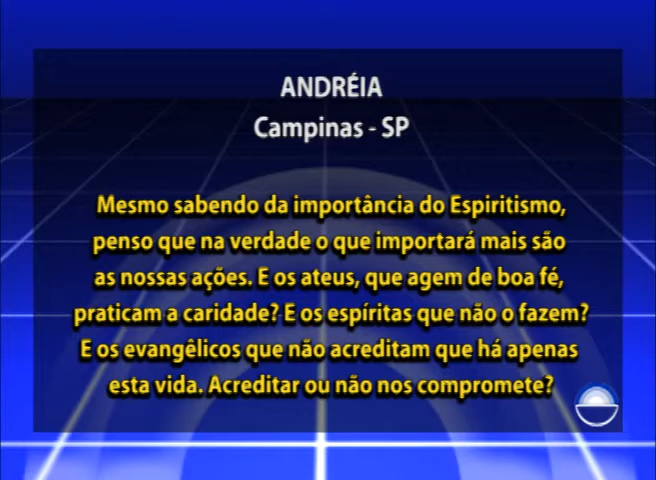 ANDRÉIA
Campinas - SP
Mesmo sabendo da importância do Espiritismo,
penso que na verdade o que importará mais são
as nossas ações. E os ateus, que agem de boa fé,
praticam a caridade? E os espíritas que não o fazem?
E os evangêlicos que não acreditam que há apenas
esta vida. Acreditar ou não nos compromete?